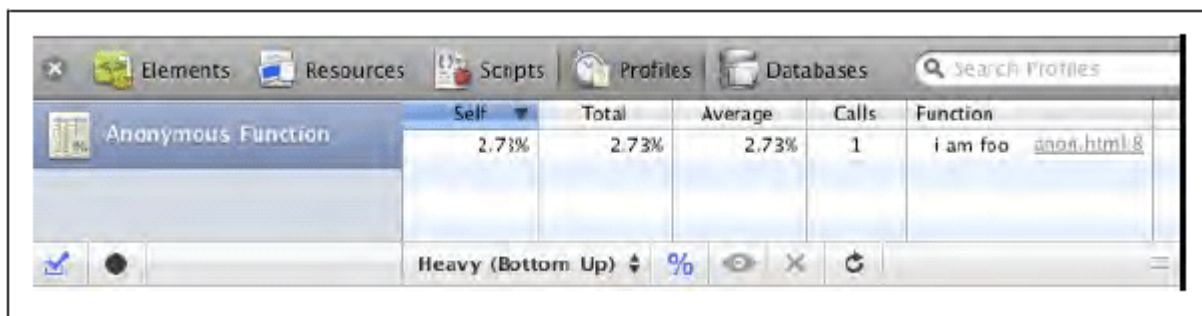 Elements Resources Scripts Profiles Databases Search Profiles
Anonymous Function
Self Total Average Calls Function
2.73% 2.73% 2.73% 1 i am foo anon.html:8
Heavy (Bottom Up) %